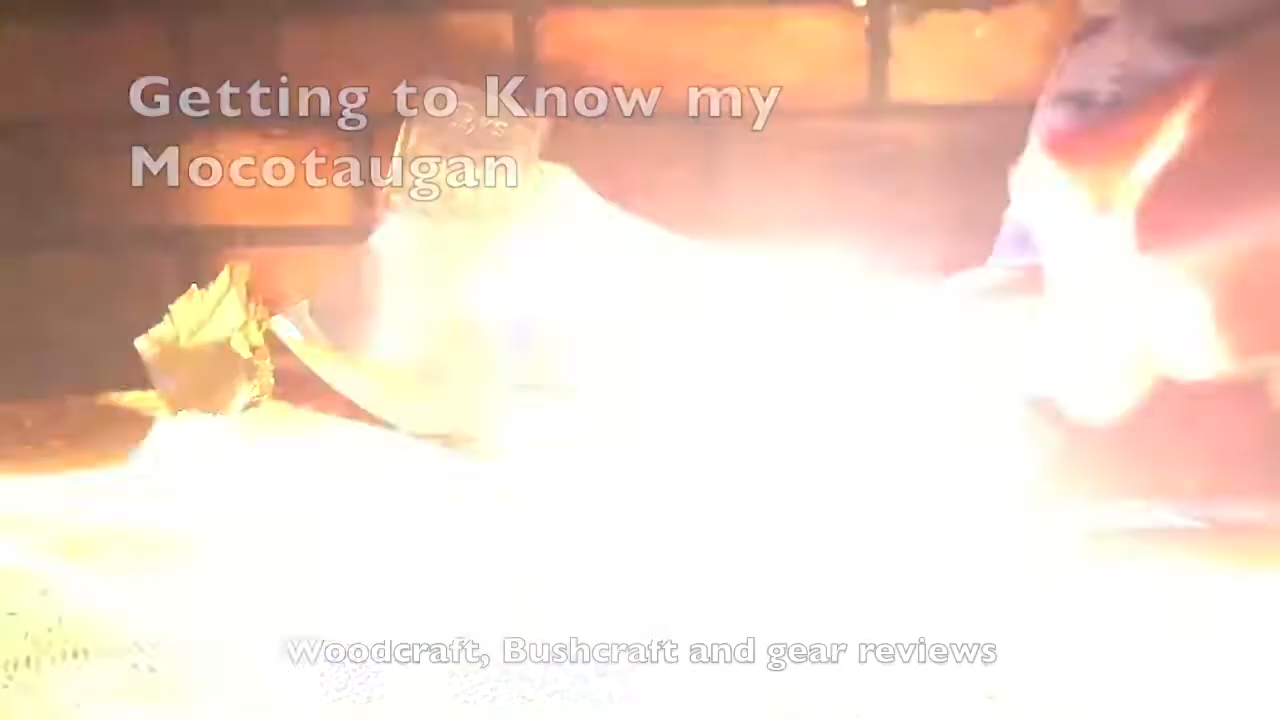 Getting to Know my
Mocotaugan
Woodcraft, Bushcraft and gear reviews